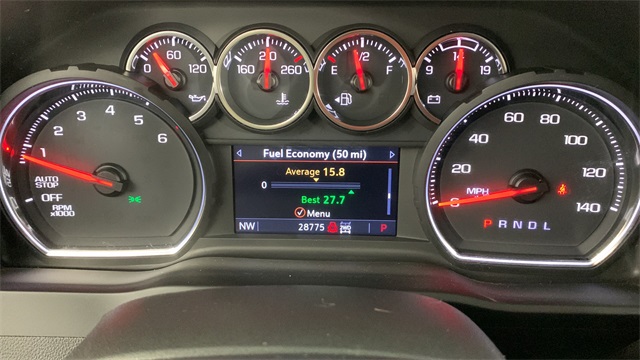 0 60 120
160 210 260
E 1/2 F
9 14 19
1 2 3 4 5 6
AUTO STOP
OFF
RPM
x1000
Fuel Economy (50 mi)
Average 15.8
0
Best 27.7
Menu
NW 28775 2WD P
20 40 60 80 100 120 140
MPH
P R N D L